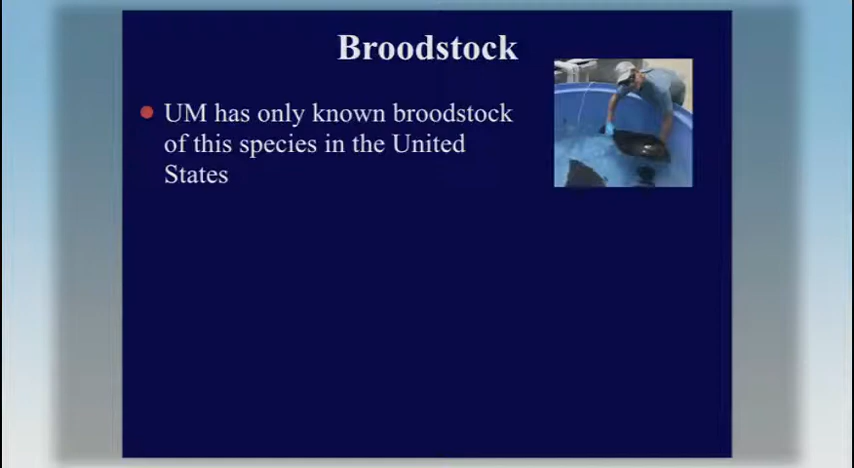 Broodstock
UM has only known broodstock
of this species in the United
States